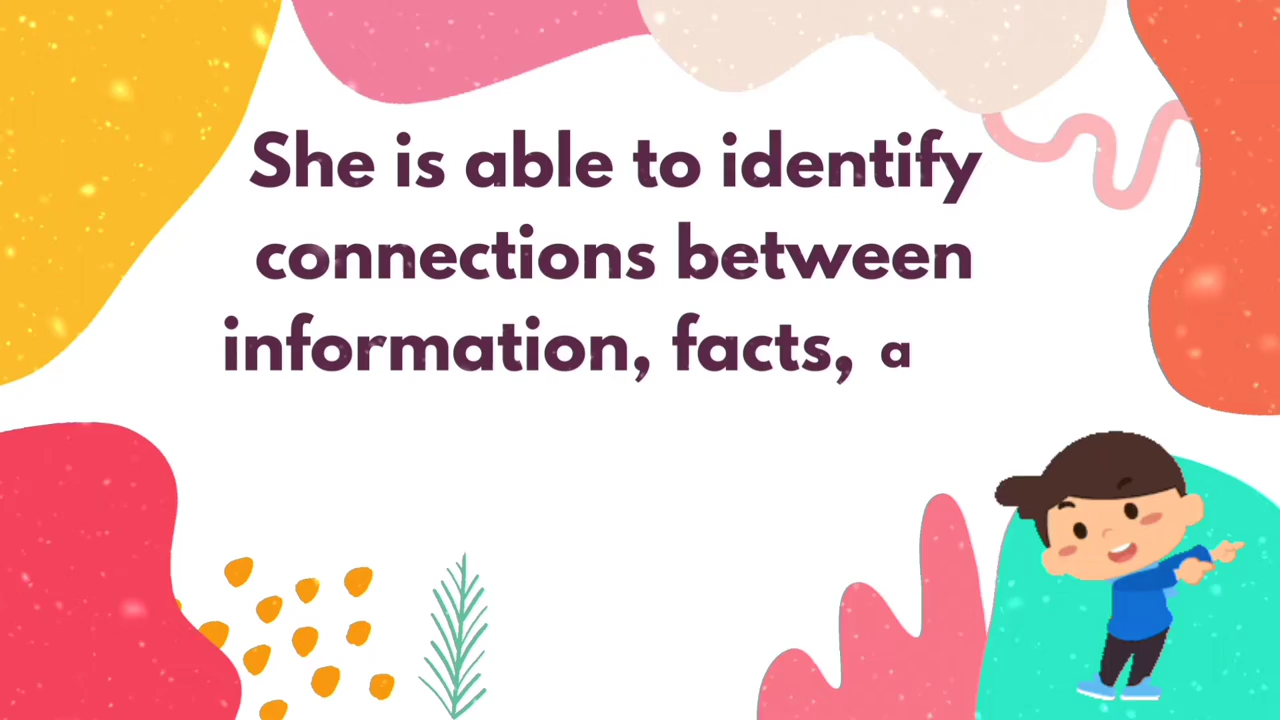 She is able to identify
connections between
information, facts, a